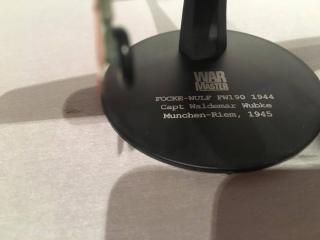 WAR
MASTER
FOCKE-WULF FW190 1944
Capt Waldemar Wubke
Munchen-Riem, 1945